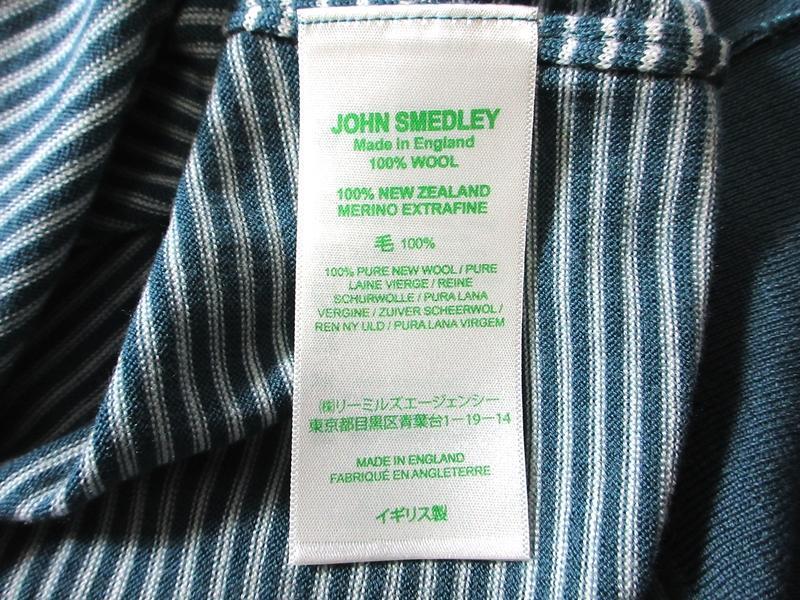 JOHN SMEDLEY
Made in England
100% WOOL
100% NEW ZEALAND
MERINO EXTRAFINE
毛 100%
100% PURE NEW WOOL / PURE
LAINE VIERGE / REINE
SCHURWOLLE / PURA LANA
VERGINE / ZUIVER SCHEERWOL /
REN NY ULD / PURA LANA VIRGEM
㈱リーミルズエージェンシー
東京都目黒区青葉台1-19-14
MADE IN ENGLAND
FABRIQUÉ EN ANGLETERRE
イギリス製